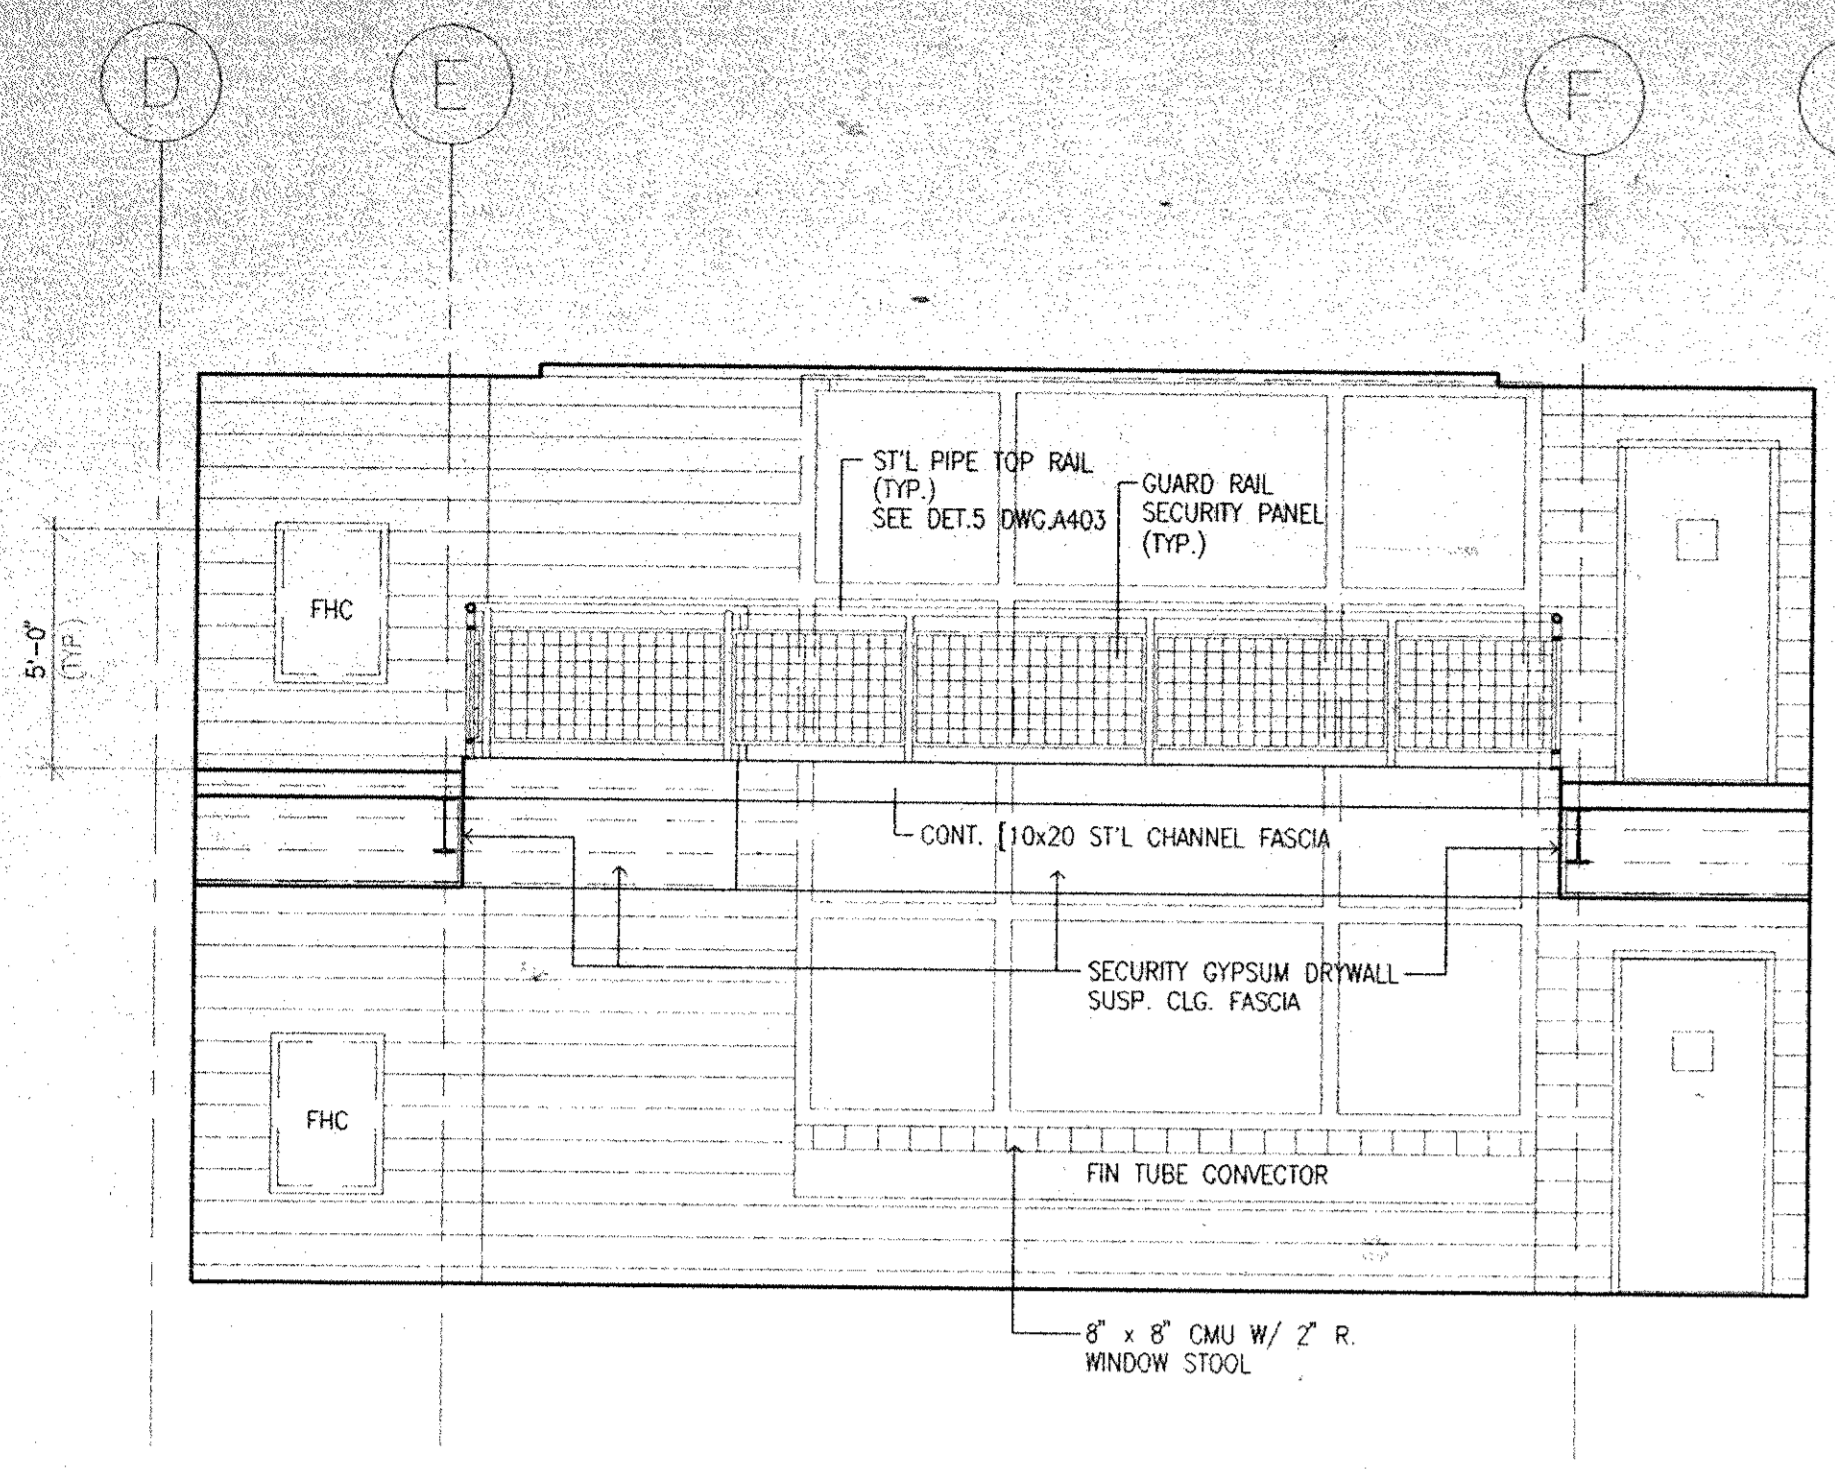 D
E
F
ST'L PIPE TOP RAIL
(TYP.)
SEE DET.5 DWG.A403
GUARD RAIL
SECURITY PANEL
(TYP.)
FHC
5'-0"
(TYP.)
CONT. [10x20 ST'L CHANNEL FASCIA
SECURITY GYPSUM DRYWALL
SUSP. CLG. FASCIA
FHC
FIN TUBE CONVECTOR
8" x 8" CMU W/ 2" R.
WINDOW STOOL